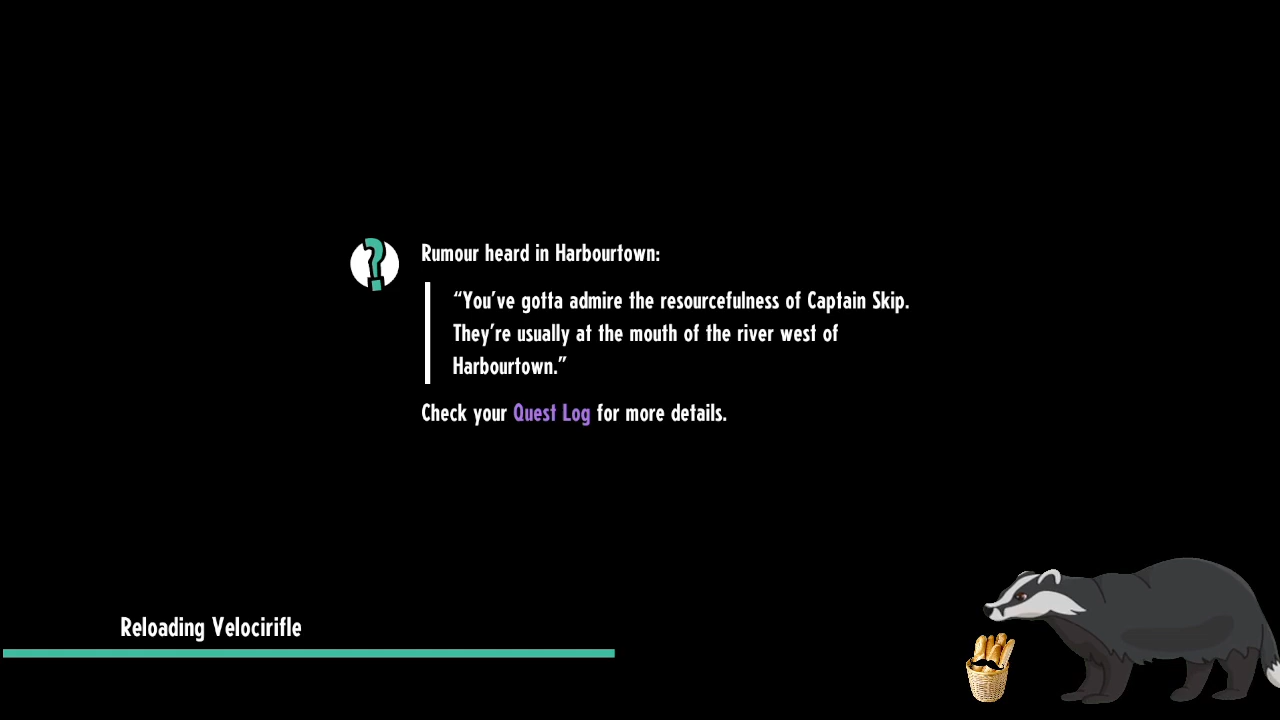 Rumour heard in Harbourtown:
“You’ve gotta admire the resourcefulness of Captain Skip.
They’re usually at the mouth of the river west of
Harbourtown.”
Check your Quest Log for more details.
Reloading Velocirifle